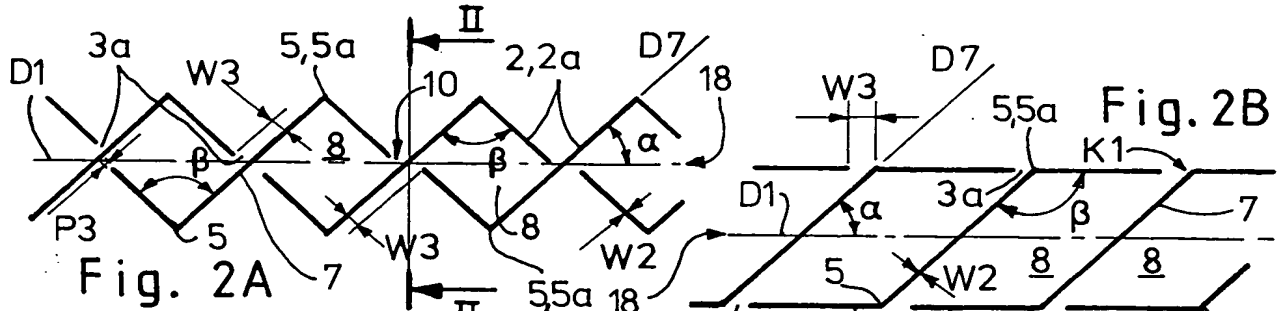 II
3a
5,5a
D7
D7
D1
W3
2,2a
W3
10
18
5,5a
Fig. 2B
K1
8
α
β
β
3a
D1
α
β
7
P3
8
18
5
W3
W2
5
W2
8
8
Fig. 2A
7
5,5a
18
II